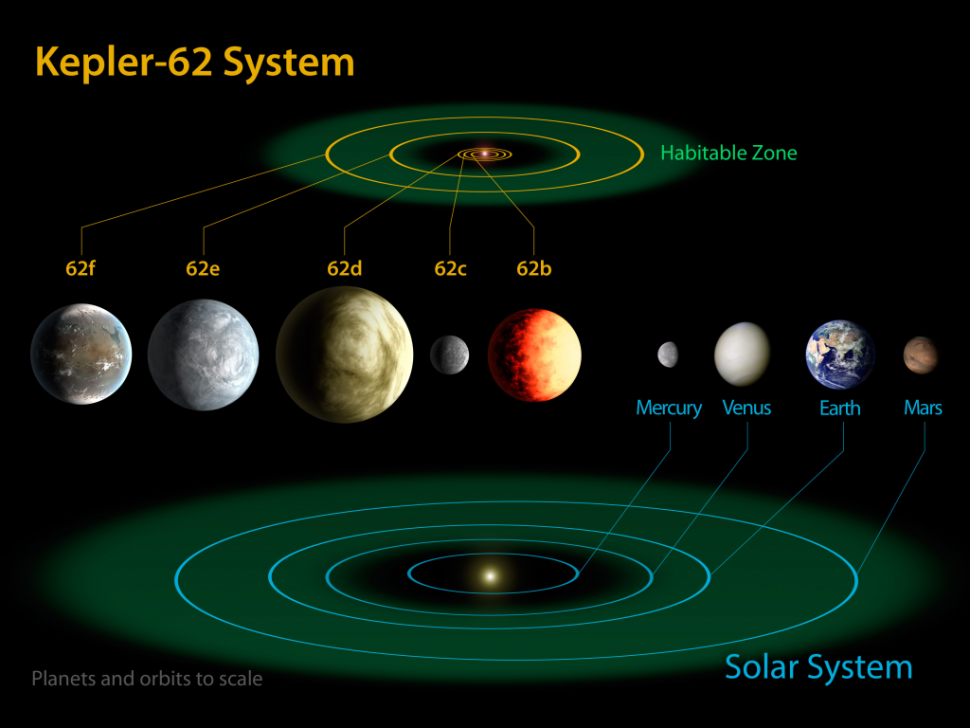 Kepler-62 System
Habitable Zone
62f 62e 62d 62c 62b
Mercury Venus Earth Mars
Solar System
Planets and orbits to scale